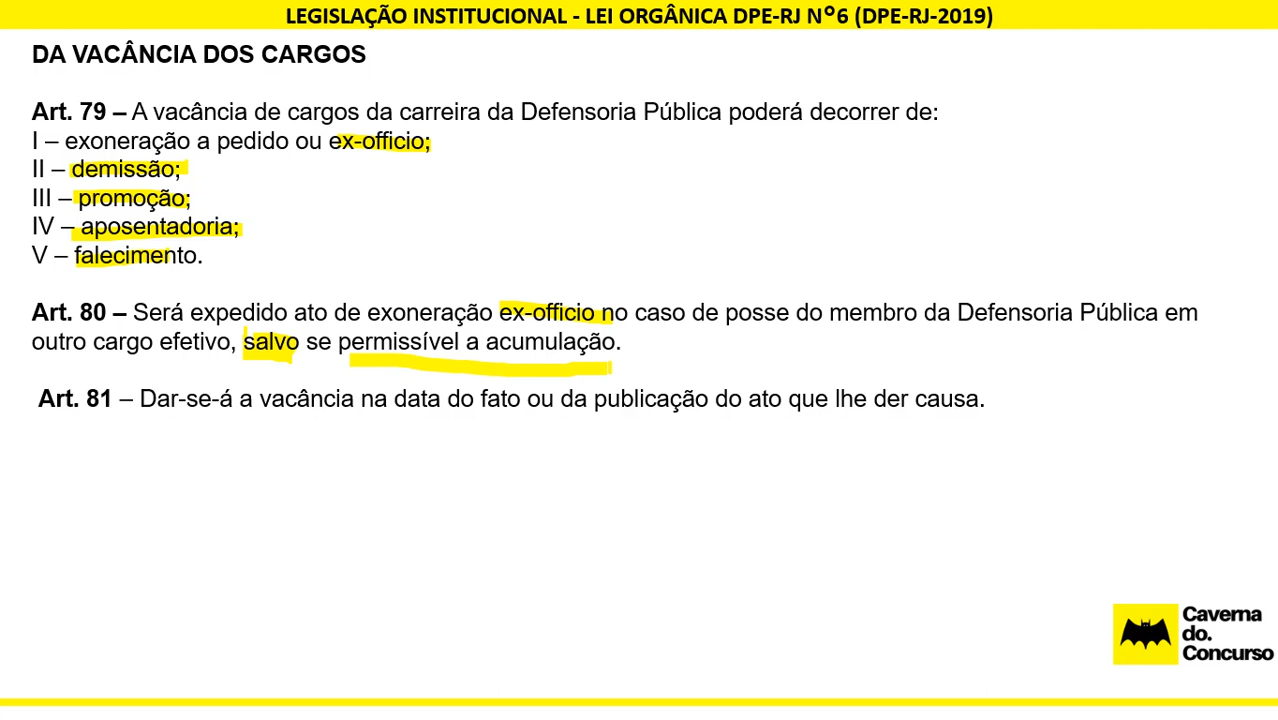 LEGISLAÇÃO INSTITUCIONAL - LEI ORGÂNICA DPE-RJ Nº6 (DPE-RJ-2019)
DA VACÂNCIA DOS CARGOS
Art. 79 – A vacância de cargos da carreira da Defensoria Pública poderá decorrer de:
I – exoneração a pedido ou ex-officio;
II – demissão;
III – promoção;
IV – aposentadoria;
V – falecimento.
Art. 80 – Será expedido ato de exoneração ex-officio no caso de posse do membro da Defensoria Pública em
outro cargo efetivo, salvo se permissível a acumulação.
Art. 81 – Dar-se-á a vacância na data do fato ou da publicação do ato que lhe der causa.
Caverna
do.
Concurso